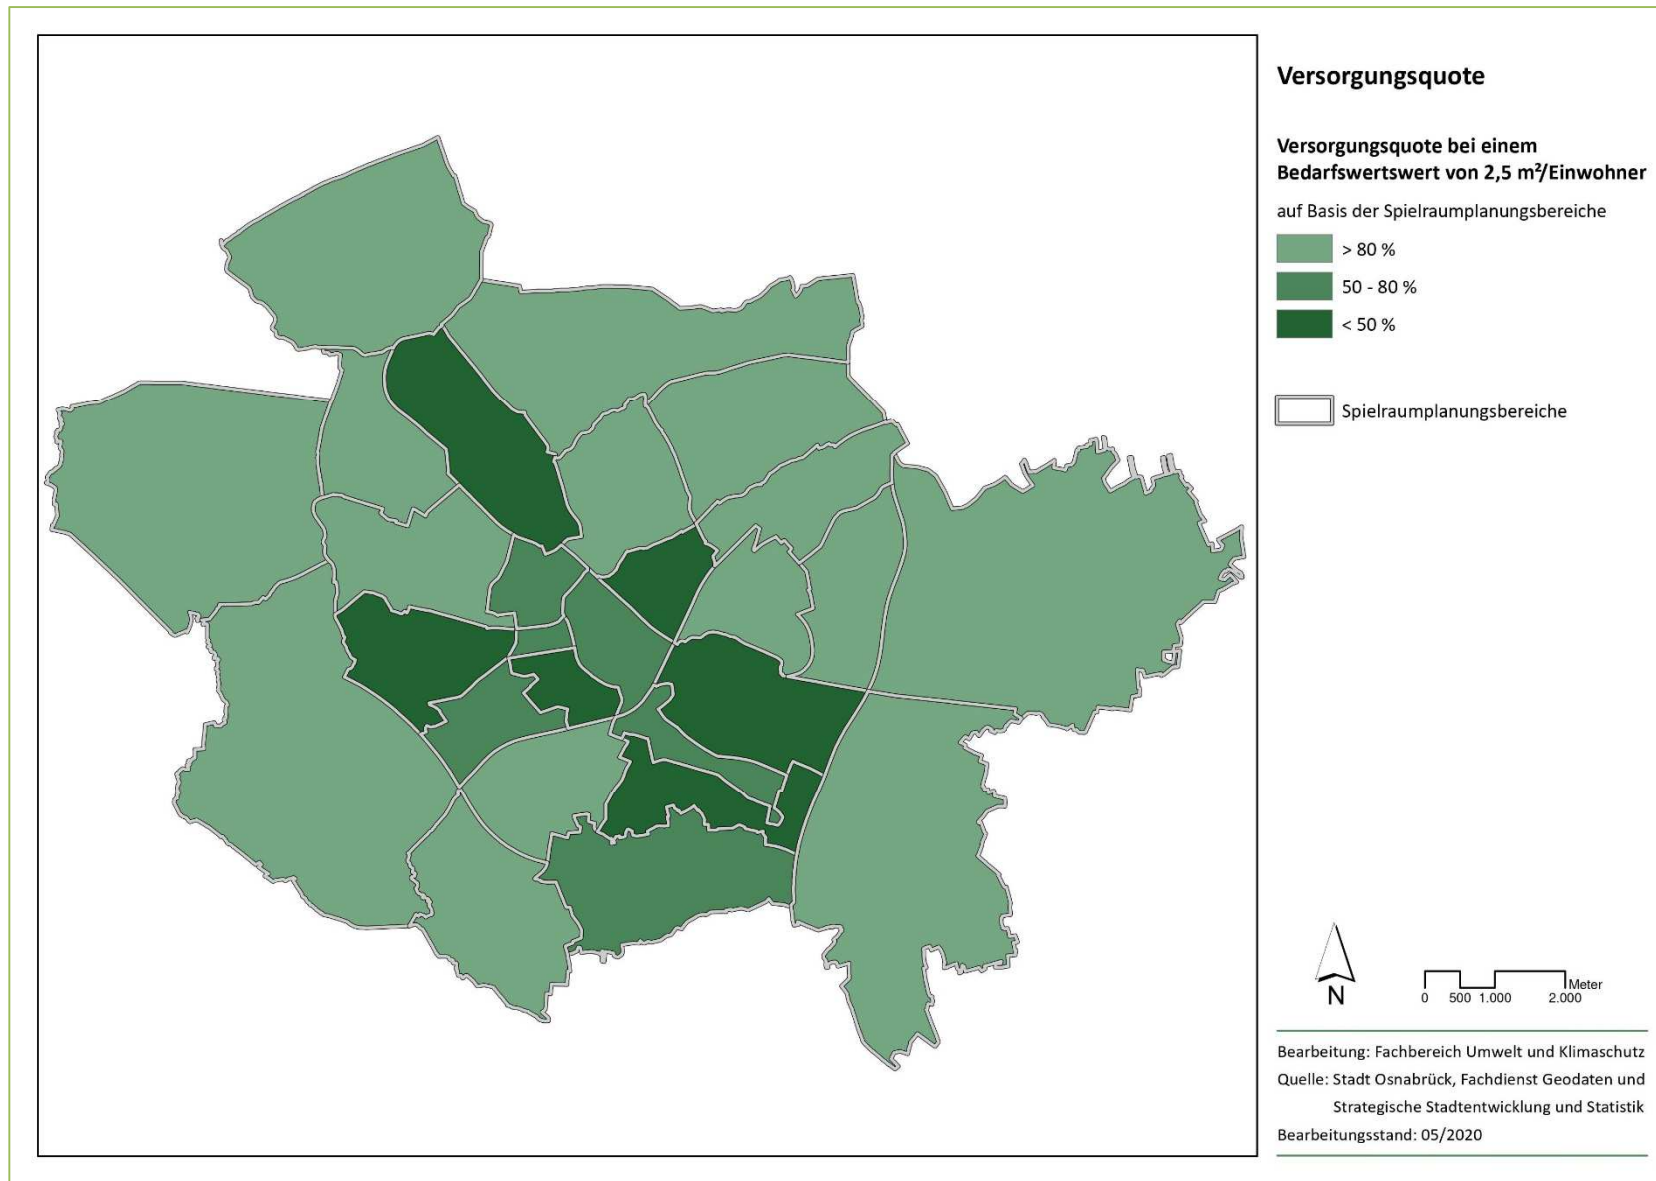 Versorgungsquote
Versorgungsquote bei einem
Bedarfswertswert von 2,5 m²/Einwohner
auf Basis der Spielraumplanungsbereiche
> 80 %
50 - 80 %
< 50 %
Spielraumplanungsbereiche
N
Meter
0 500 1.000 2.000
Bearbeitung: Fachbereich Umwelt und Klimaschutz
Quelle: Stadt Osnabrück, Fachdienst Geodaten und
Strategische Stadtentwicklung und Statistik
Bearbeitungsstand: 05/2020